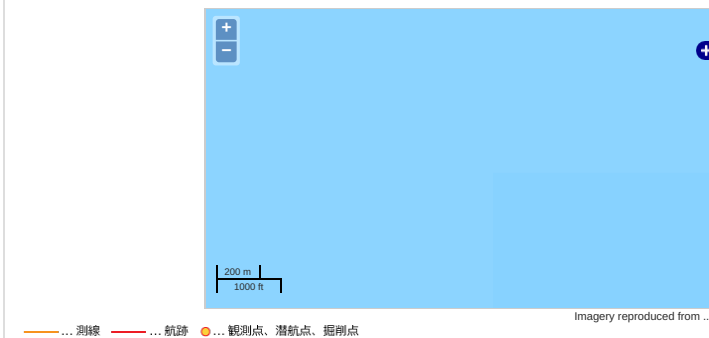 +
−
200 m
1000 ft
Imagery reproduced from ..
... 測線 ... 航跡 ... 観測点、潜航点、掘削点